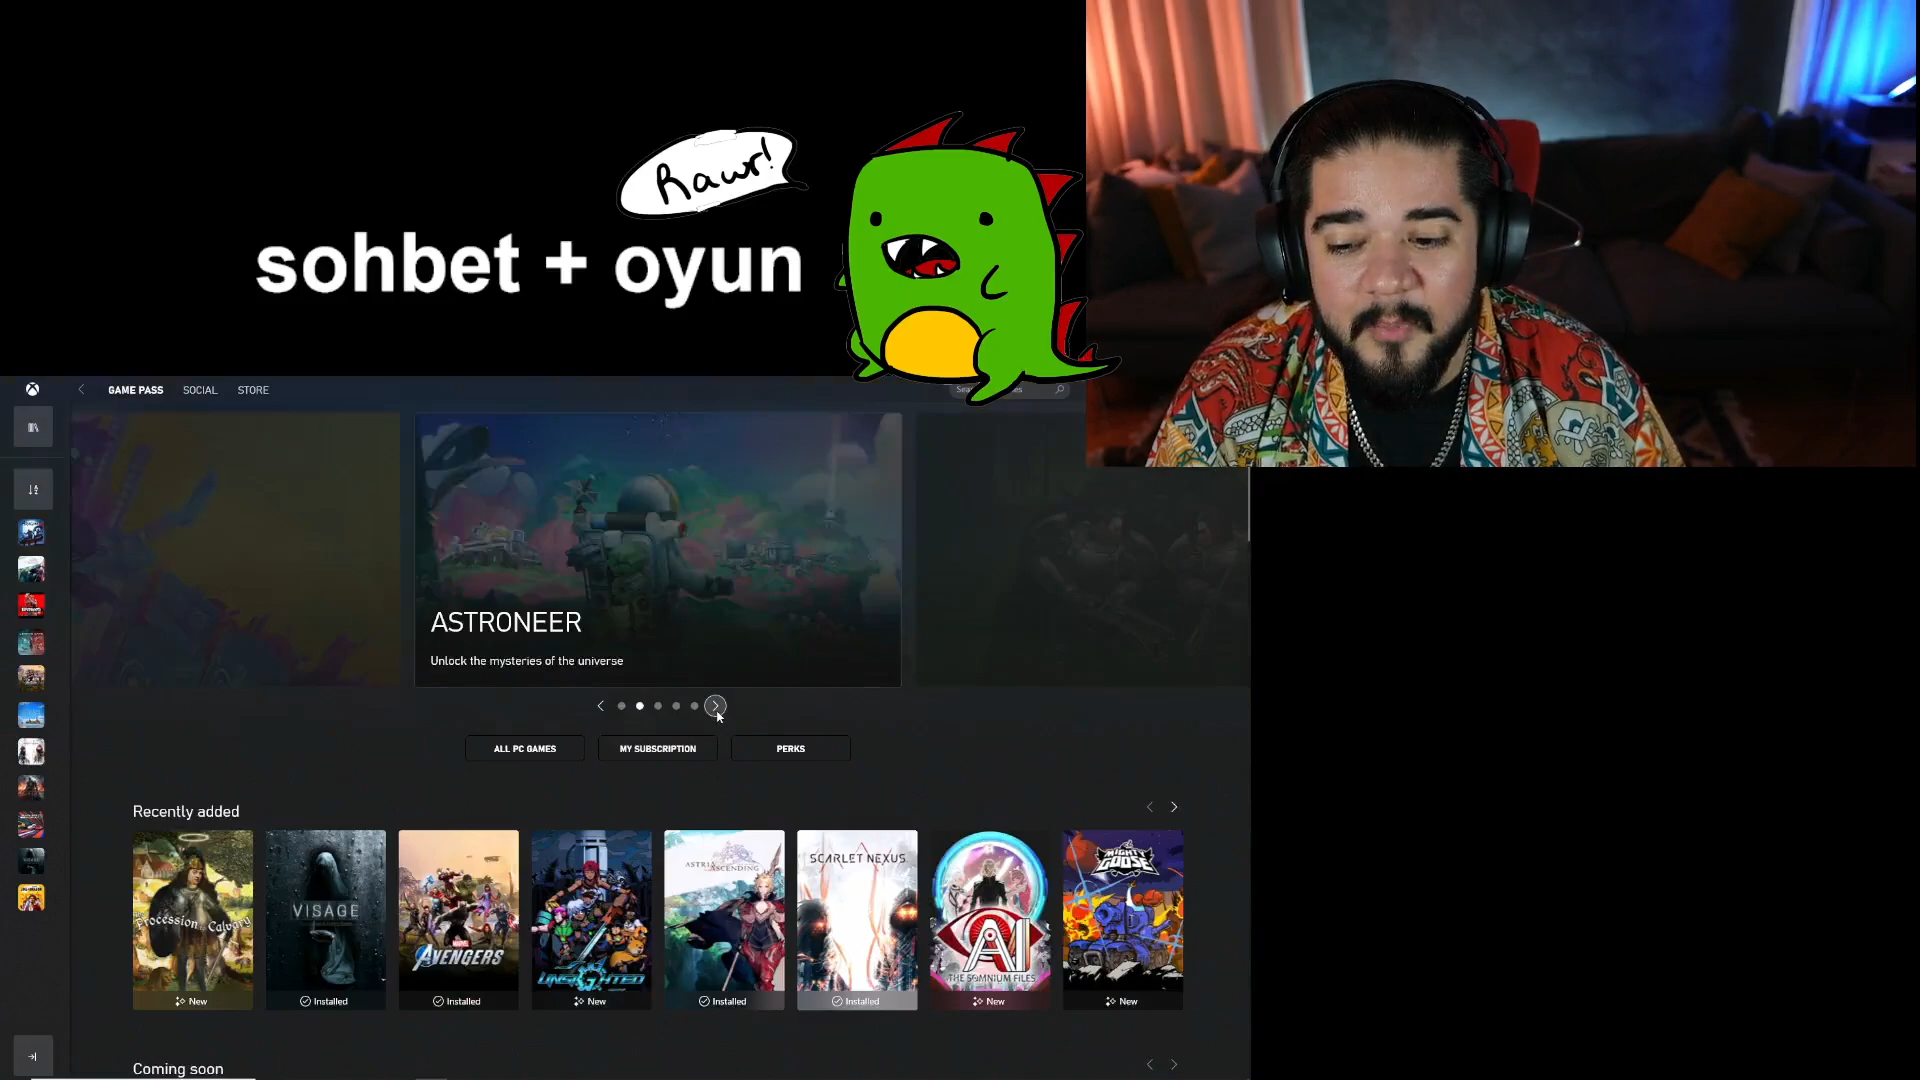 Rawr!
sohbet + oyun
GAME PASS
SOCIAL
STORE
ASTRONEER
Unlock the mysteries of the universe
ALL PC GAMES
MY SUBSCRIPTION
PERKS
Recently added
Procession to Calvary
New
VISAGE
Installed
MARVEL
AVENGERS
Installed
UNSIGHTED
New
ASTRIA ASCENDING
Installed
SCARLET NEXUS
Installed
AI
THE SOMNIUM FILES
New
MIGHTY
GOOSE
New
Coming soon